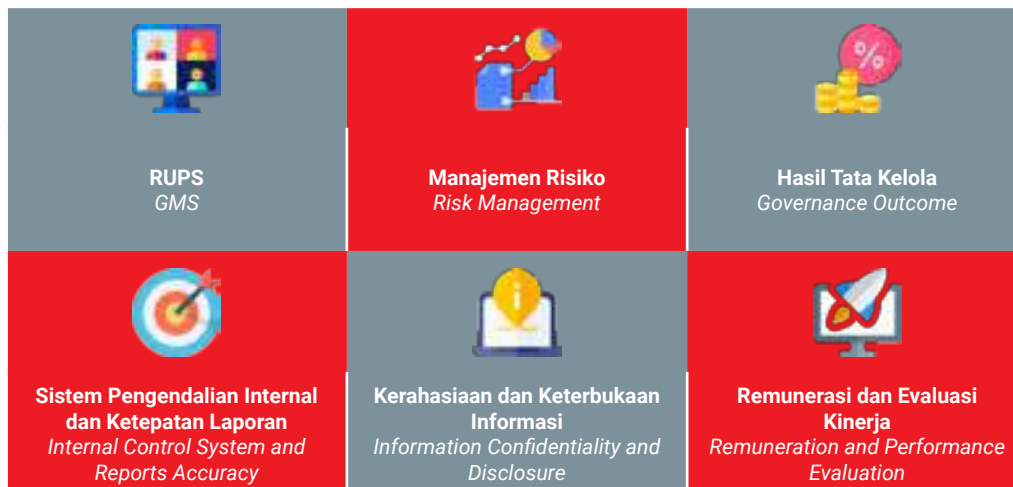 RUPS
GMS
Manajemen Risiko
Risk Management
Hasil Tata Kelola
Governance Outcome
Sistem Pengendalian Internal
dan Ketepatan Laporan
Internal Control System and
Reports Accuracy
Kerahasiaan dan Keterbukaan
Informasi
Information Confidentiality and
Disclosure
Remunerasi dan Evaluasi
Kinerja
Remuneration and Performance
Evaluation